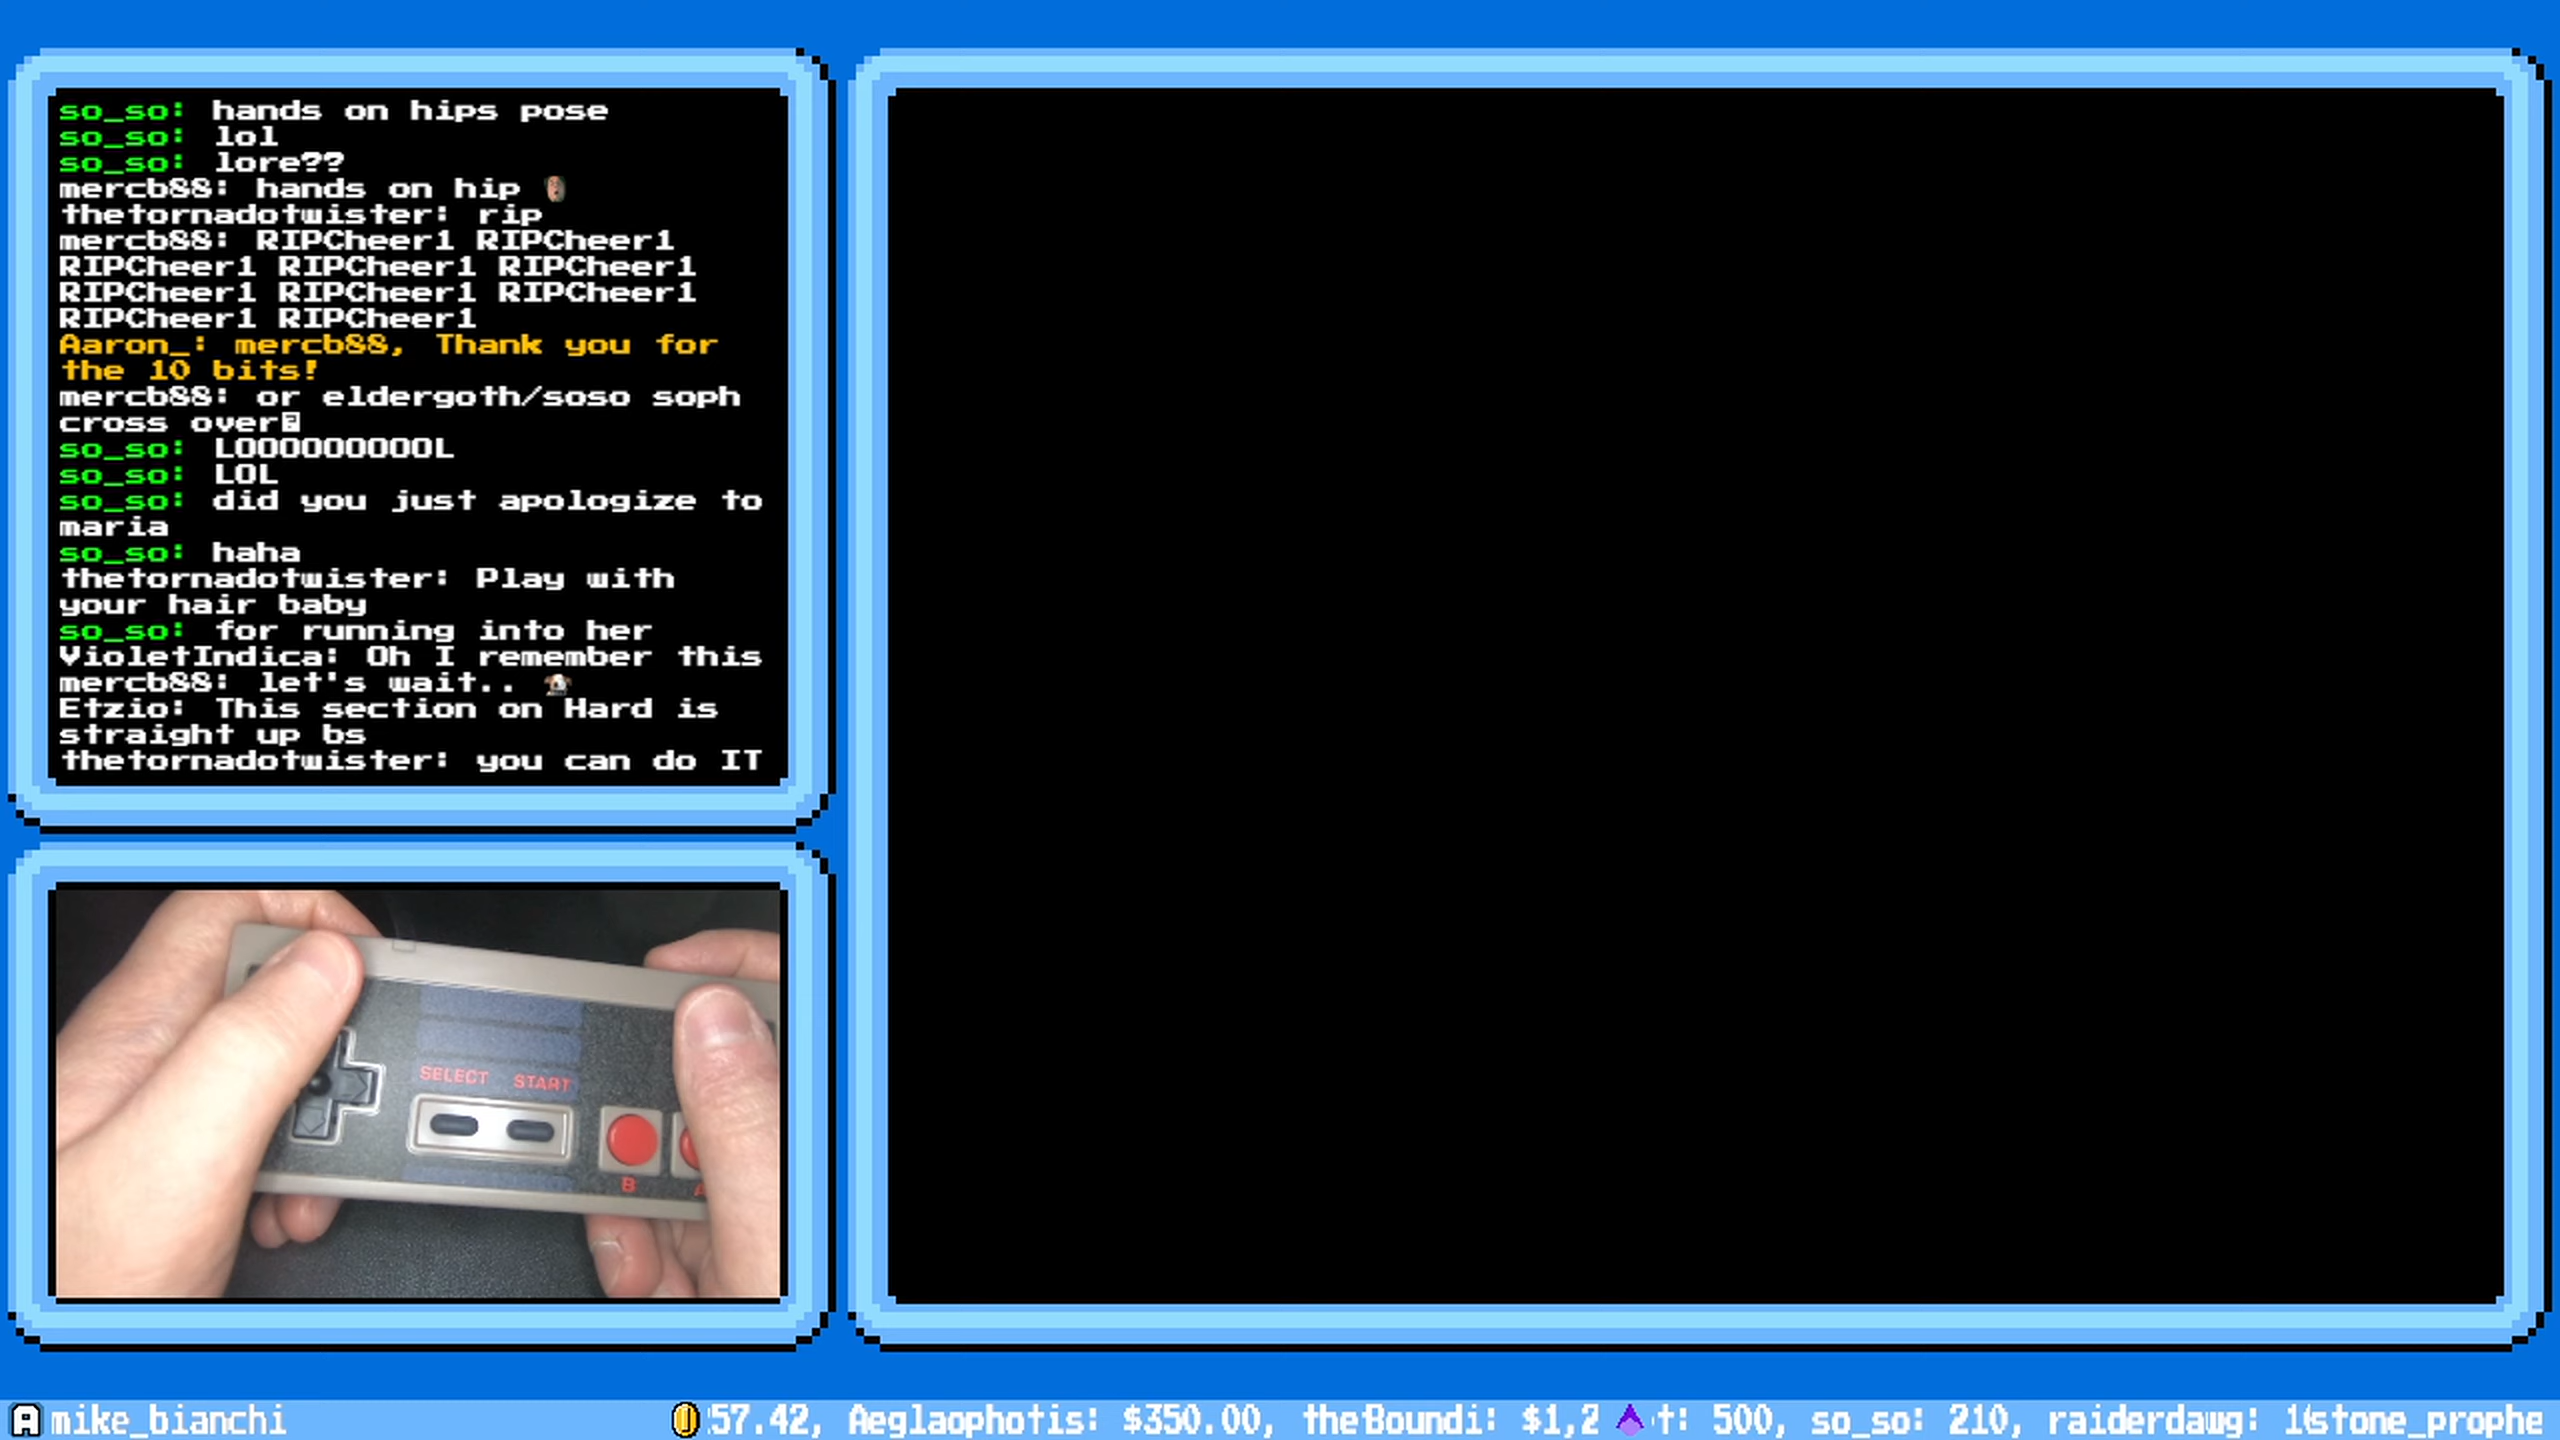 so_so: hands on hips pose
so_so: lol
so_so: lore??
mercb88: hands on hip
thetornadotwister: rip
mercb88: RIPCheer1 RIPCheer1
RIPCheer1 RIPCheer1 RIPCheer1
RIPCheer1 RIPCheer1 RIPCheer1
RIPCheer1 RIPCheer1
Aaron_: mercb88, Thank you for
the 10 bits!
mercb88: or eldergoth/soso soph
cross over
so_so: LOOOOOOOOOL
so_so: LOL
so_so: did you just apologize to
maria
so_so: haha
thetornadotwister: Play with
your hair baby
so_so: for running into her
VioletIndica: Oh I remember this
mercb88: let's wait..
Etzio: This section on Hard is
straight up bs
thetornadotwister: you can do IT
SELECT START
B A
mike_bianchi
57.42, Aeglaophotis: $350.00, theBoundi: $1,2
t: 500, so_so: 210, raiderdawg: 1
stone_prophe